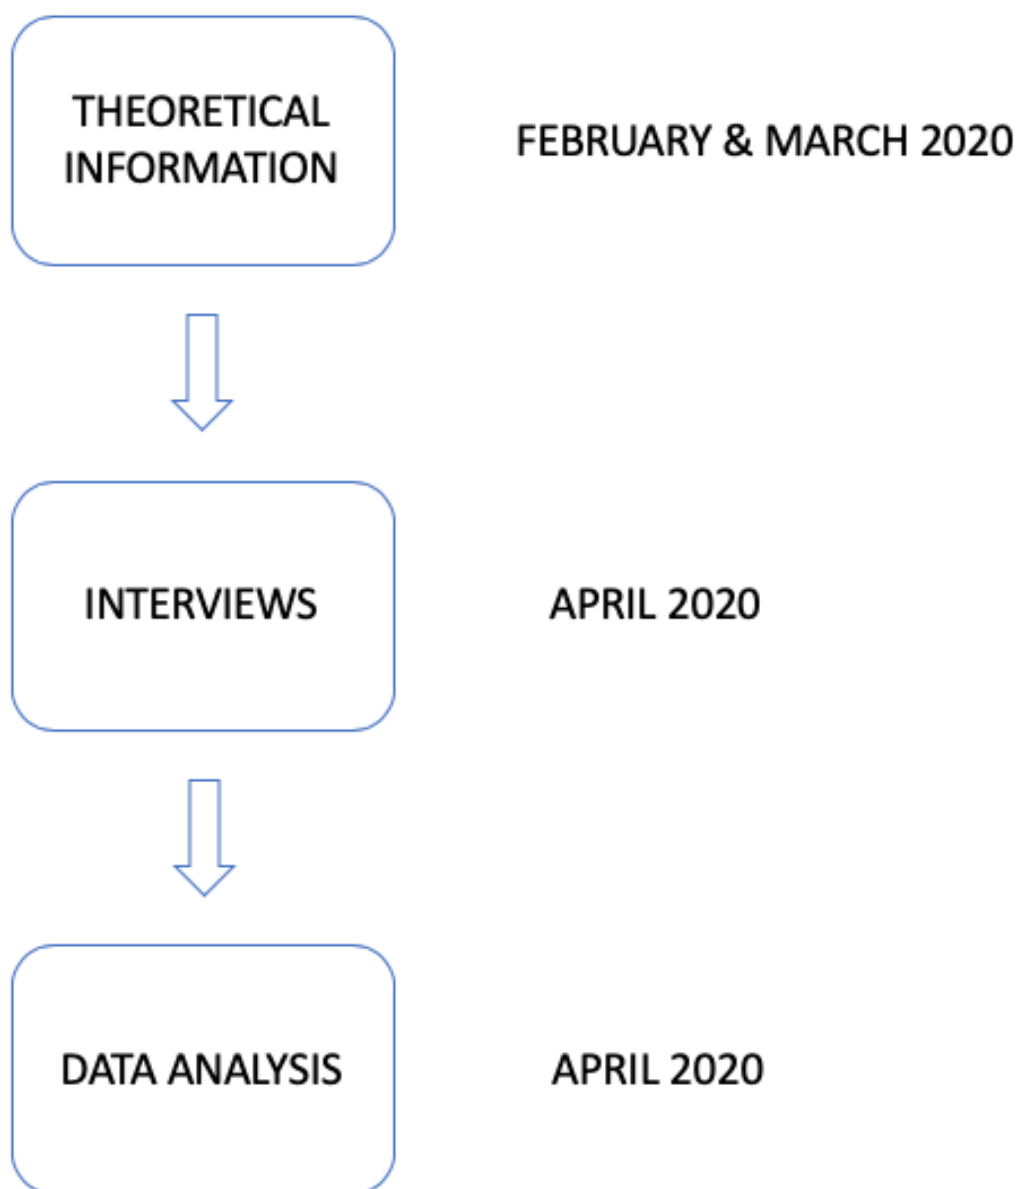 THEORETICAL
INFORMATION
FEBRUARY & MARCH 2020
INTERVIEWS
APRIL 2020
DATA ANALYSIS
APRIL 2020